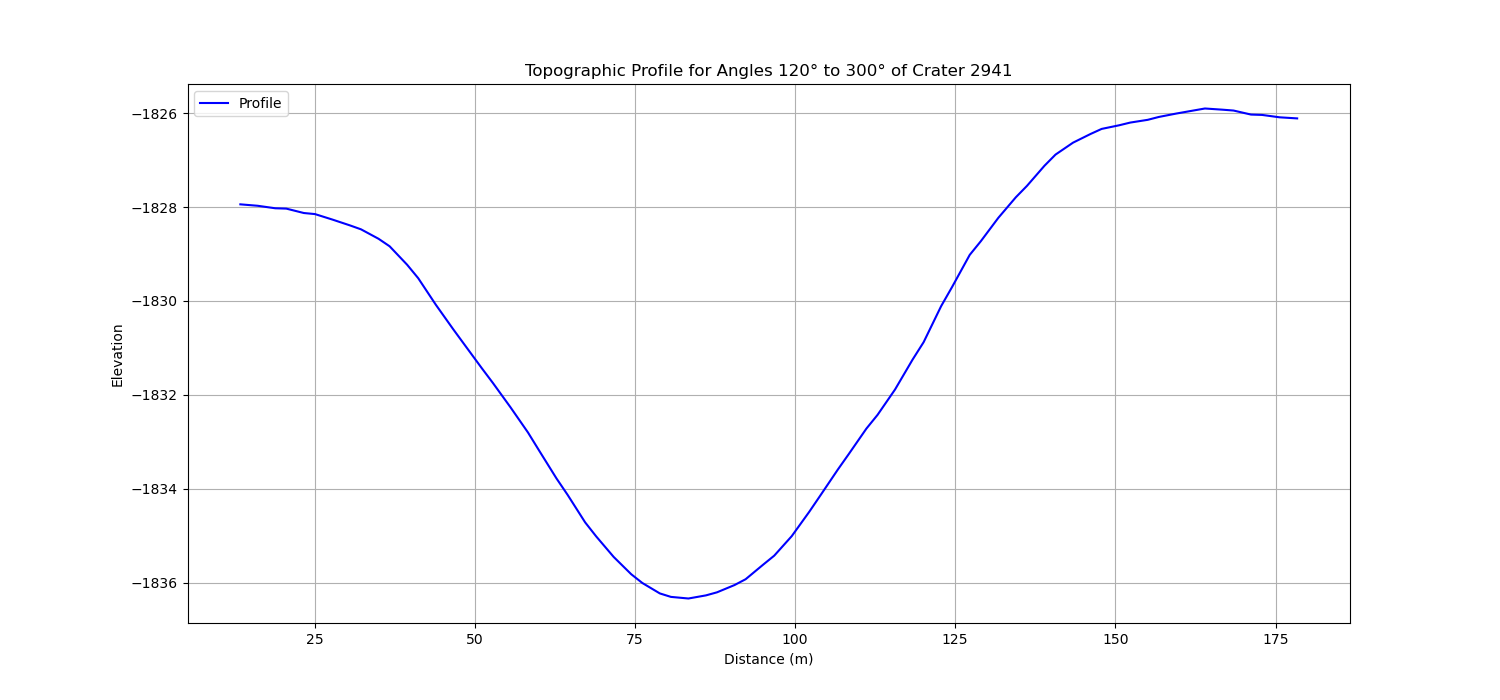 Topographic Profile for Angles 120° to 300° of Crater 2941
Profile
−1826
−1828
−1830
−1832
−1834
−1836
Elevation
25 50 75 100 125 150 175
Distance (m)